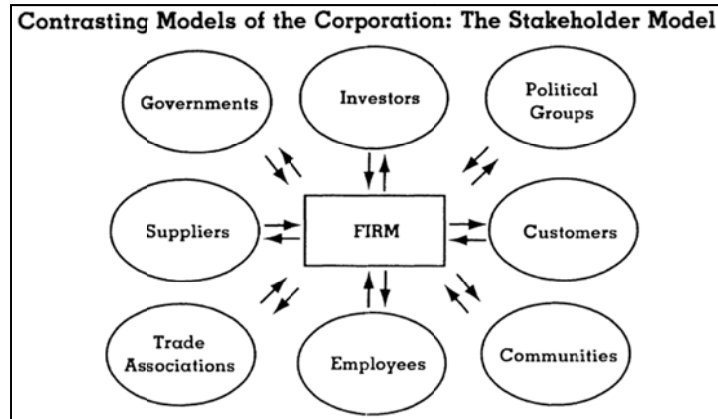 Contrasting Models of the Corporation: The Stakeholder Model
Governments
Investors
Political
Groups
Suppliers
FIRM
Customers
Trade
Associations
Employees
Communities